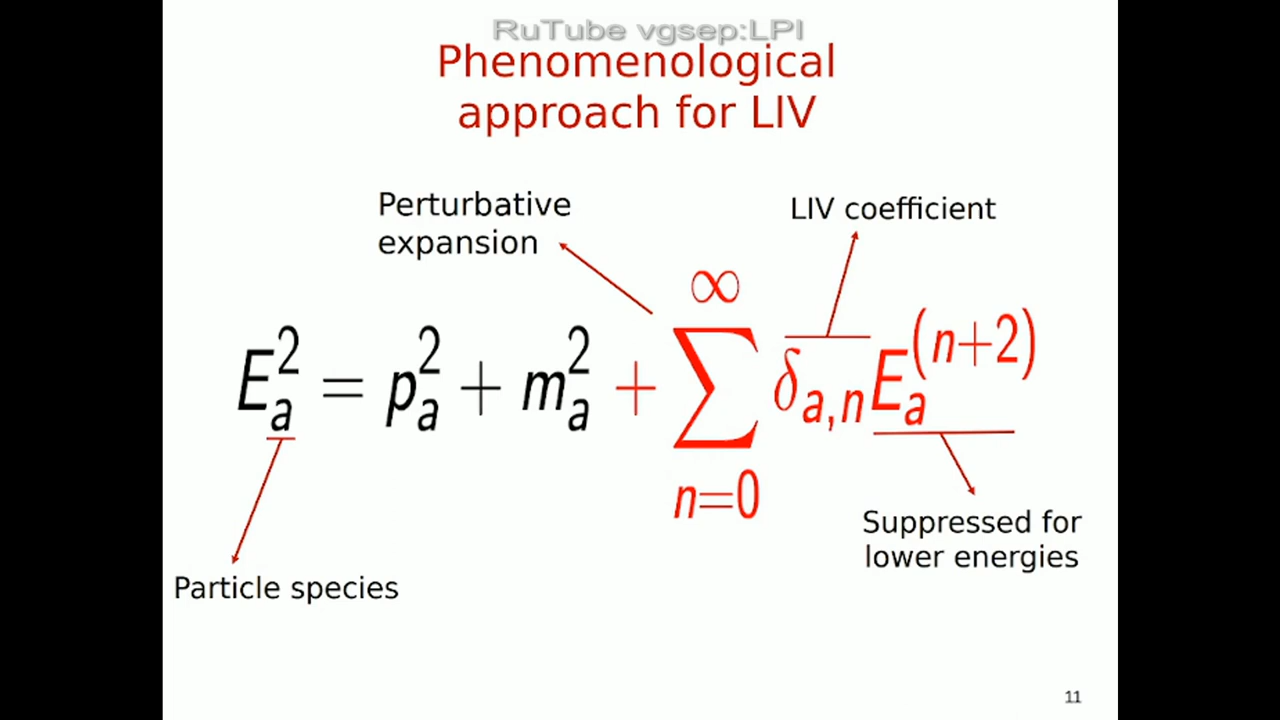 RuTube vgsep:LPI
Phenomenological
approach for LIV
Perturbative
expansion
LIV coefficient
E_a^2 = p_a^2 + m_a^2 + ∑_{n=0}^{∞} δ_{a,n} E_a^{(n+2)}
Suppressed for
lower energies
Particle species
11